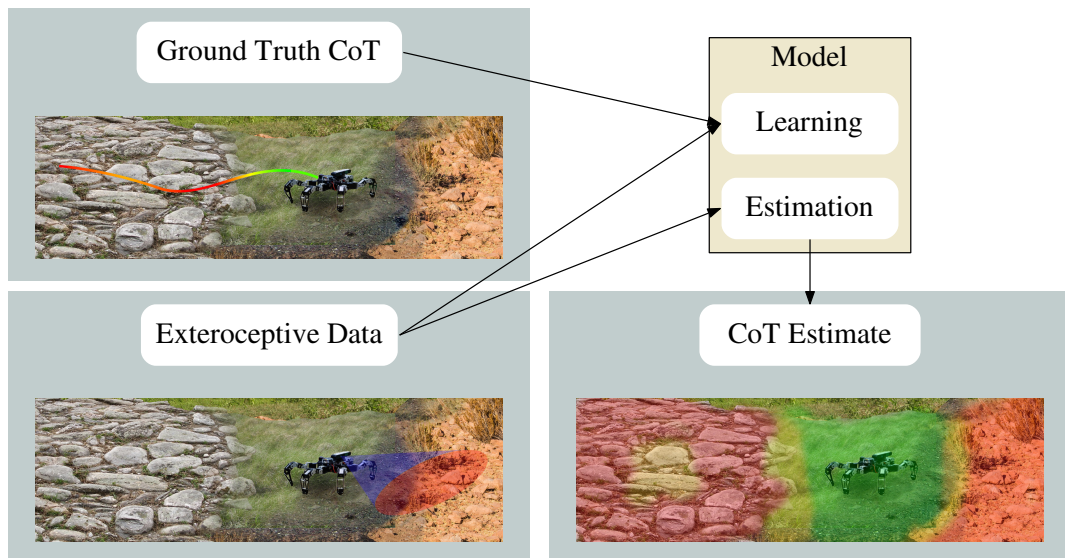 Ground Truth CoT
Model
Learning
Estimation
Exteroceptive Data
CoT Estimate